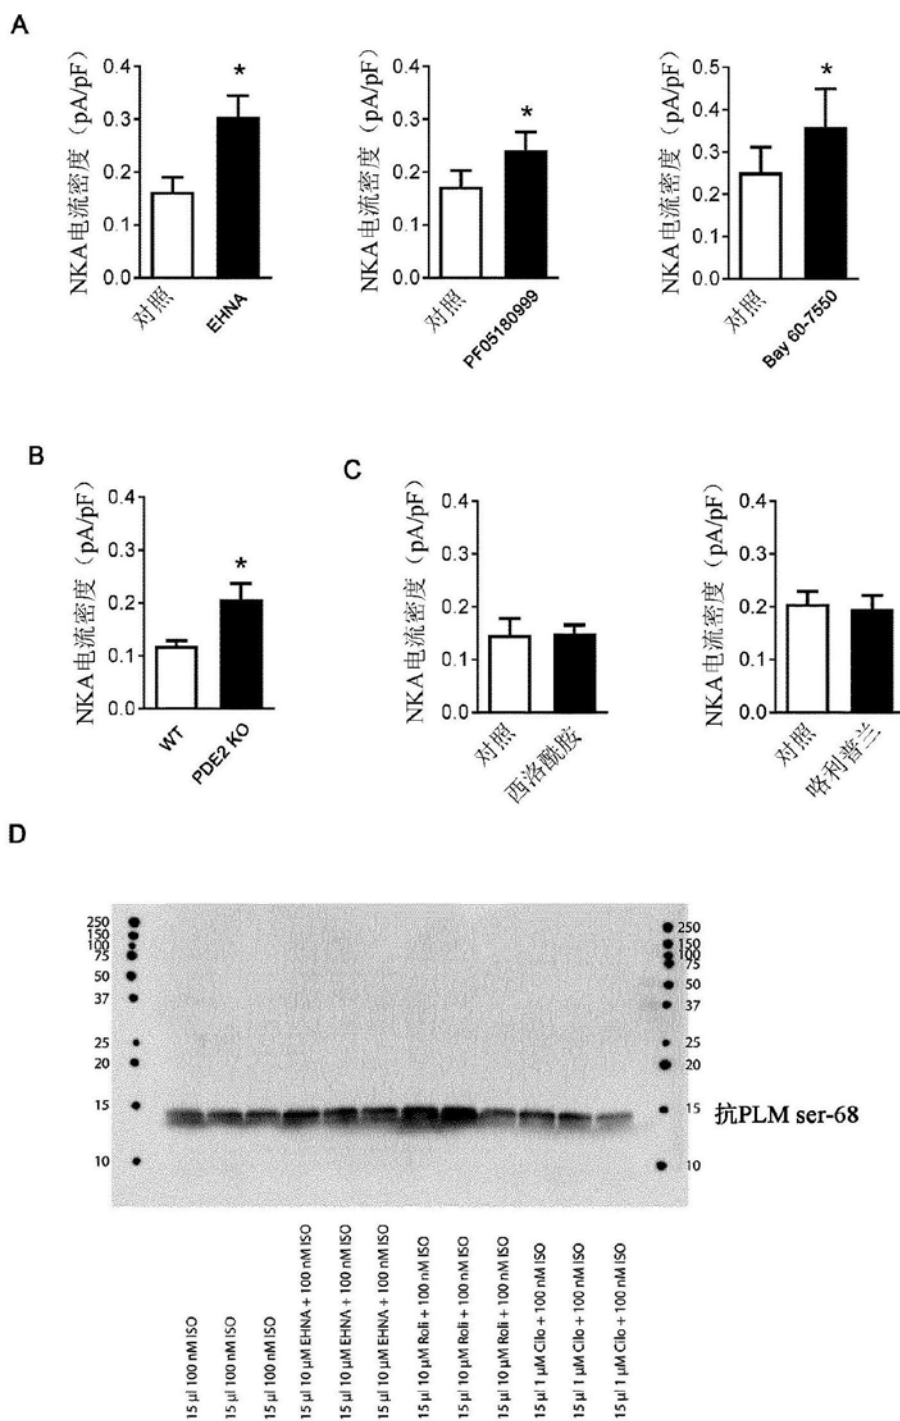 A
NKA电流密度（pA/pF）
0.4
0.3
0.2
0.1
0.0
*
对照
EHNA
NKA电流密度（pA/pF）
0.4
0.3
0.2
0.1
0.0
*
对照
PF05180999
NKA电流密度（pA/pF）
0.5
0.4
0.3
0.2
0.1
0.0
*
对照
Bay 60-7550
B
NKA电流密度（pA/pF）
0.4
0.3
0.2
0.1
0.0
*
WT
PDE2 KO
C
NKA电流密度（pA/pF）
0.4
0.3
0.2
0.1
0.0
对照
西洛酰胺
NKA电流密度（pA/pF）
0.4
0.3
0.2
0.1
0.0
对照
咯利普兰
D
250
150
100
75
50
37
25
20
15
10
250
150
100
75
50
37
25
20
15
10
抗PLM ser-68
15 µl 100 nM ISO
15 µl 100 nM ISO
15 µl 100 nM ISO
15 µl 10 µM EHNA + 100 nM ISO
15 µl 10 µM EHNA + 100 nM ISO
15 µl 10 µM EHNA + 100 nM ISO
15 µl 10 µM Roli + 100 nM ISO
15 µl 10 µM Roli + 100 nM ISO
15 µl 10 µM Roli + 100 nM ISO
15 µl 1 µM Cilo + 100 nM ISO
15 µl 1 µM Cilo + 100 nM ISO
15 µl 1 µM Cilo + 100 nM ISO